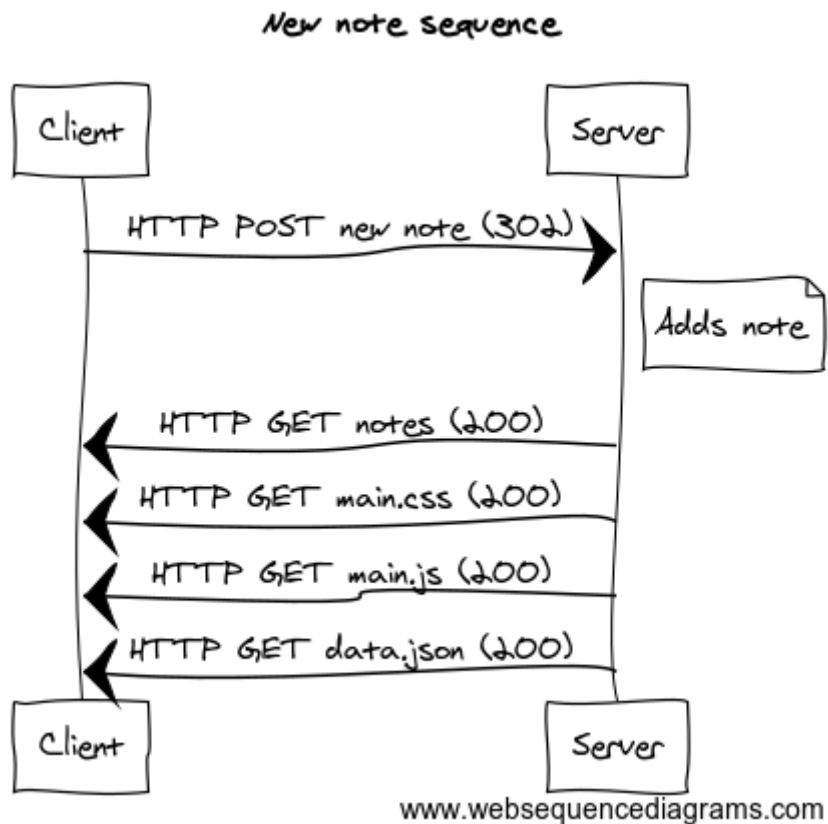 New note sequence
Client
Server
HTTP POST new note (302)
Adds note
HTTP GET notes (200)
HTTP GET main.css (200)
HTTP GET main.js (200)
HTTP GET data.json (200)
Client
Server
www.websequencediagrams.com